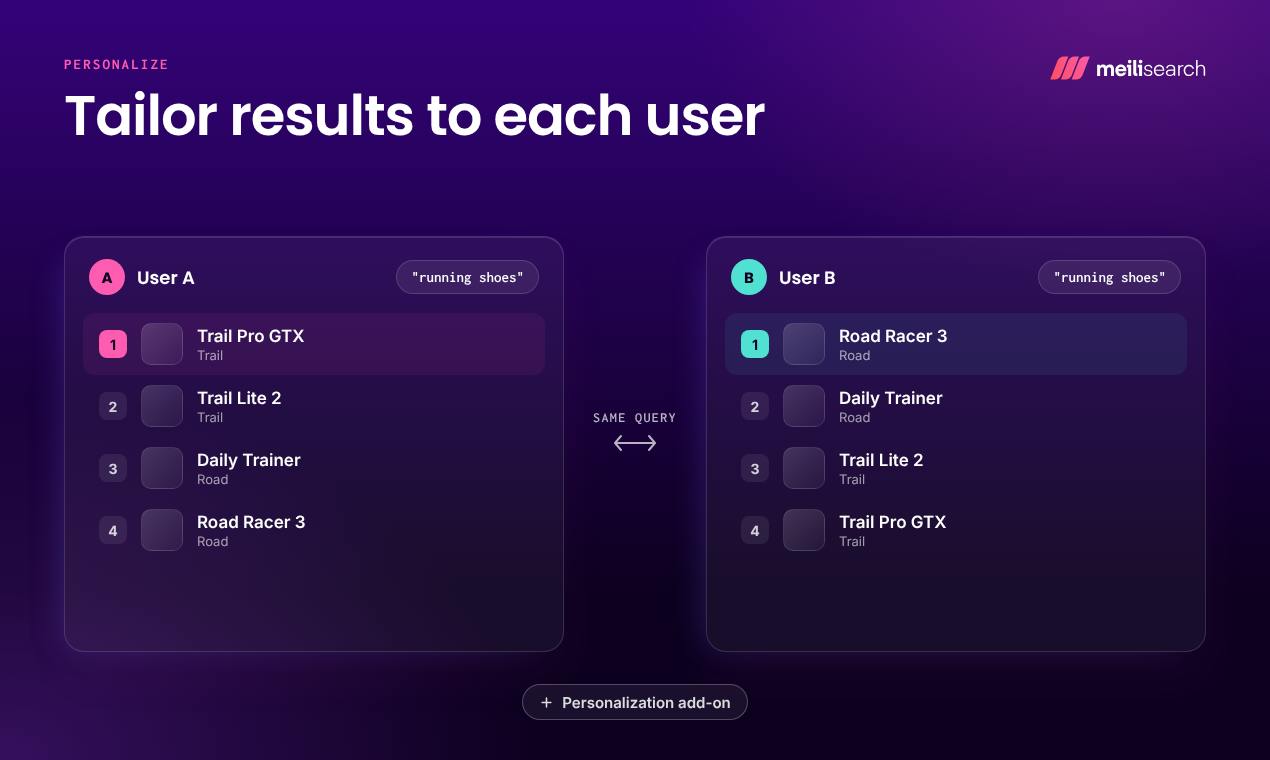 PERSONALIZE
meilisearch
Tailor results to each user
A
User A
"running shoes"
1
Trail Pro GTX
Trail
2
Trail Lite 2
Trail
3
Daily Trainer
Road
4
Road Racer 3
Road
SAME QUERY
B
User B
"running shoes"
1
Road Racer 3
Road
2
Daily Trainer
Road
3
Trail Lite 2
Trail
4
Trail Pro GTX
Trail
+ Personalization add-on